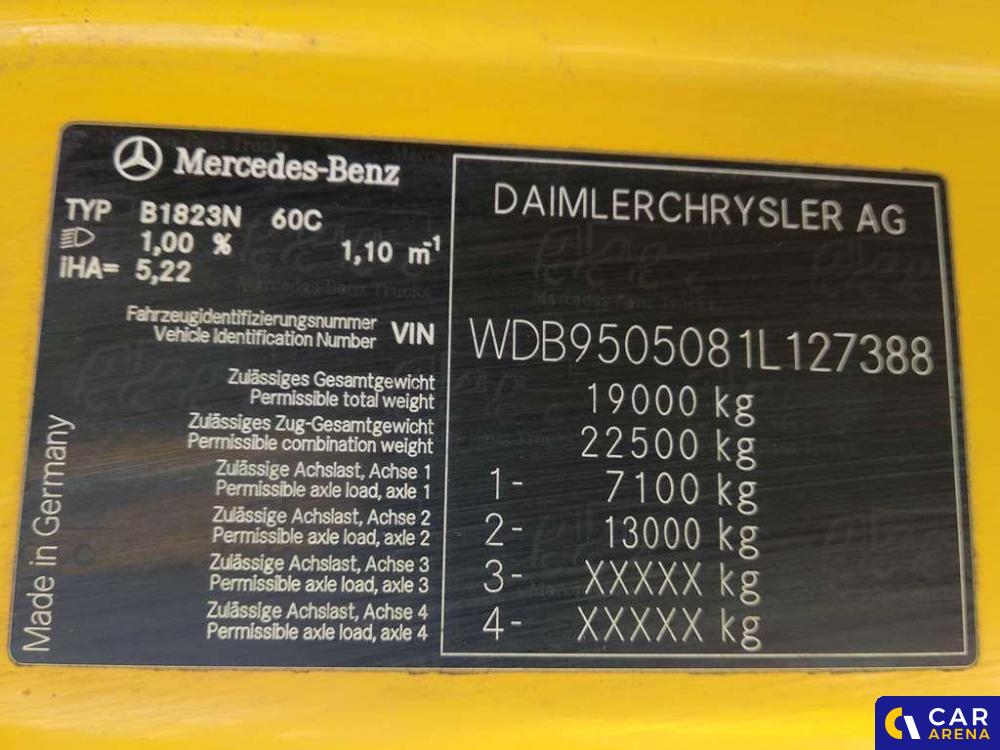 Mercedes-Benz
TYP B1823N 60C
1,00 % 1,10 m-1
iHA= 5,22
DAIMLERCHRYSLER AG
Fahrzeugidentifizierungsnummer
Vehicle Identification Number VIN WDB9505081L127388
Zulässiges Gesamtgewicht
Permissible total weight 19000 kg
Zulässiges Zug-Gesamtgewicht
Permissible combination weight 22500 kg
Zulässige Achslast, Achse 1
Permissible axle load, axle 1 1- 7100 kg
Zulässige Achslast, Achse 2
Permissible axle load, axle 2 2- 13000 kg
Zulässige Achslast, Achse 3
Permissible axle load, axle 3 3- XXXXX kg
Zulässige Achslast, Achse 4
Permissible axle load, axle 4 4- XXXXX kg
Made in Germany
CAR
ARENA